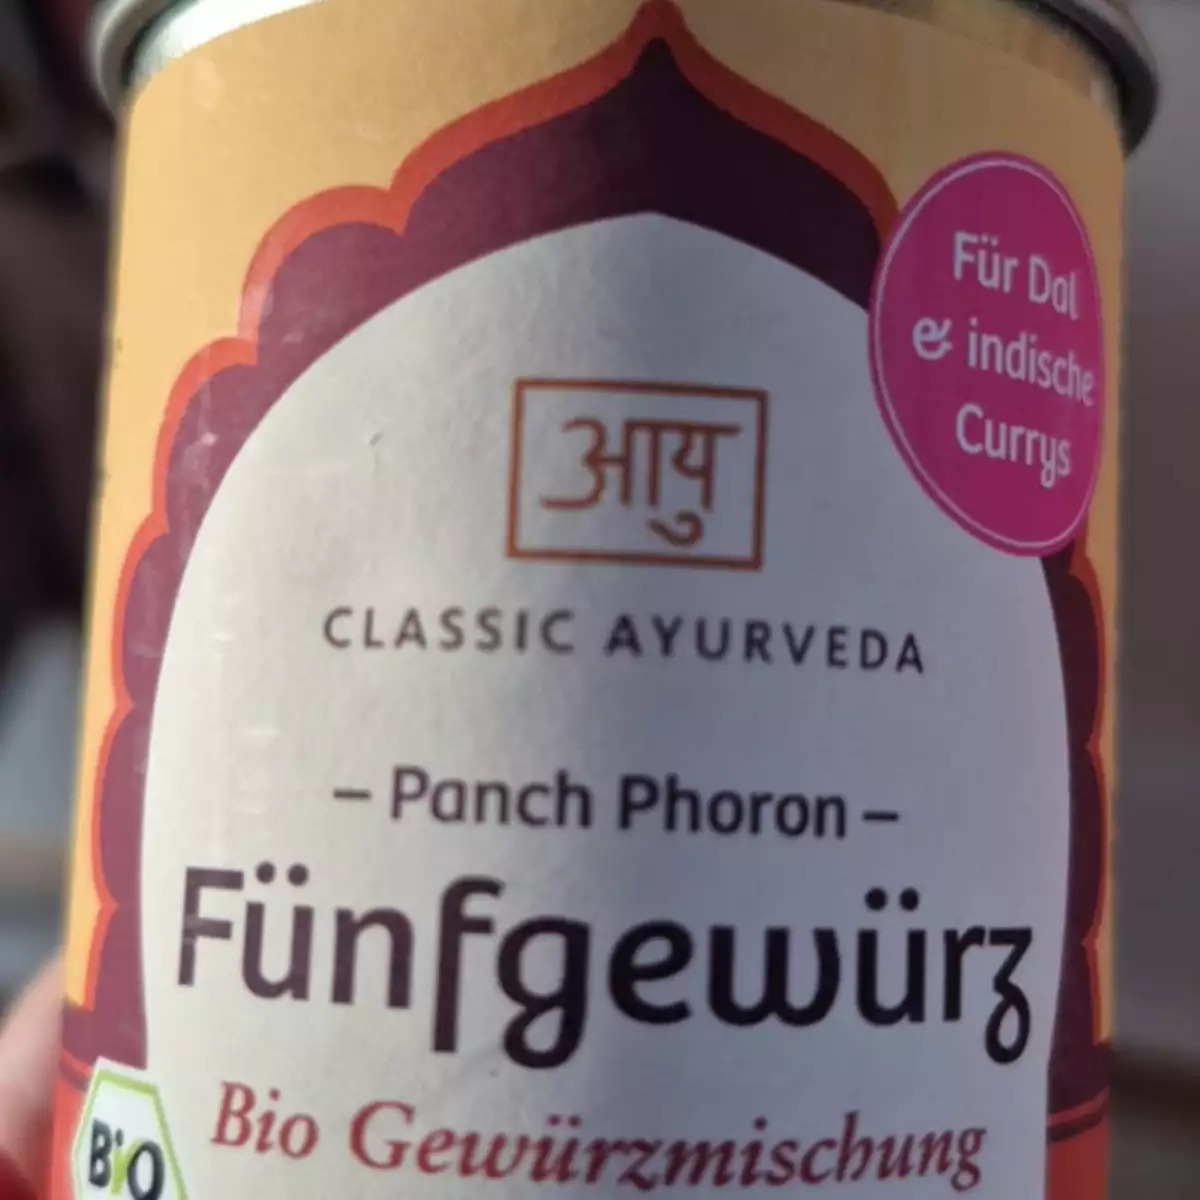 Für Dal
& indische
Currys
आयु
CLASSIC AYURVEDA
– Panch Phoron –
Fünfgewürz
Bio Gewürzmischung
BiO